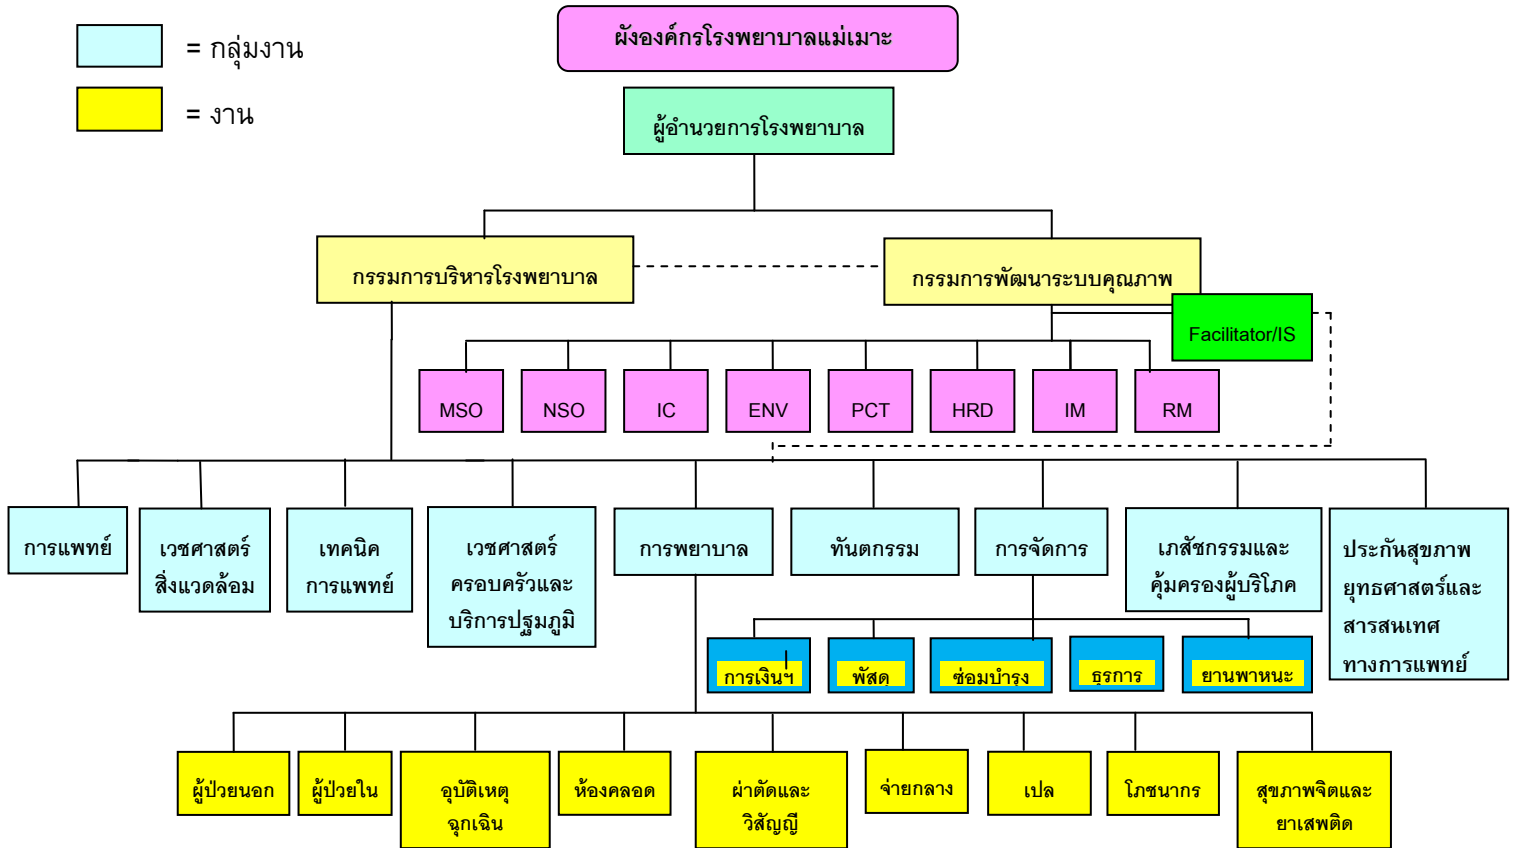 ผังองค์กรโรงพยาบาลแม่เมาะ
= กลุ่มงาน
= งาน
ผู้อำนวยการโรงพยาบาล
กรรมการบริหารโรงพยาบาล
กรรมการพัฒนาระบบคุณภาพ
Facilitator/IS
MSO
NSO
IC
ENV
PCT
HRD
IM
RM
การแพทย์
เวชศาสตร์
สิ่งแวดล้อม
เทคนิค
การแพทย์
เวชศาสตร์
ครอบครัวและ
บริการปฐมภูมิ
การพยาบาล
ทันตกรรม
การจัดการ
เภสัชกรรมและ
คุ้มครองผู้บริโภค
ประกันสุขภาพ
ยุทธศาสตร์และ
สารสนเทศ
ทางการแพทย์
การเงินฯ
พัสดุ
ซ่อมบำรุง
ธุรการ
ยานพาหนะ
ผู้ป่วยนอก
ผู้ป่วยใน
อุบัติเหตุ
ฉุกเฉิน
ห้องคลอด
ผ่าตัดและ
วิสัญญี
จ่ายกลาง
เปล
โภชนากร
สุขภาพจิตและ
ยาเสพติด